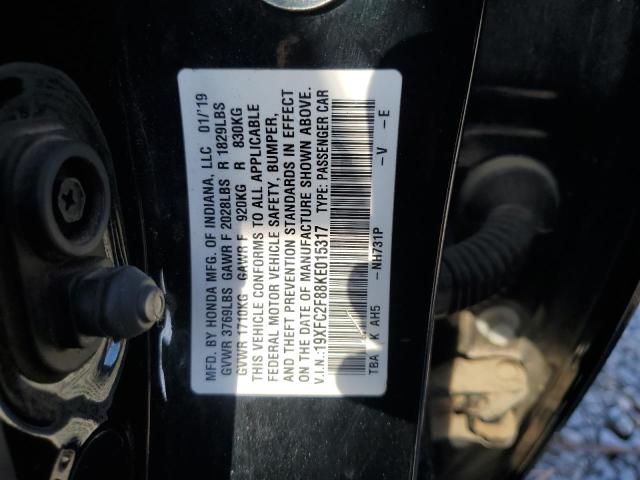 MFD. BY HONDA MFG. OF INDIANA, LLC 01/'19
GVWR 3769LBS GAWR F 2028LBS R 1829LBS
GVWR 1710KG GAWR F 920KG R 830KG
THIS VEHICLE CONFORMS TO ALL APPLICABLE
FEDERAL MOTOR VEHICLE SAFETY, BUMPER,
AND THEFT PREVENTION STANDARDS IN EFFECT
ON THE DATE OF MANUFACTURE SHOWN ABOVE.
V.I.N.:19XFC2F88KE015317 TYPE: PASSENGER CAR
TBA K AH5 -NH731P -V -E